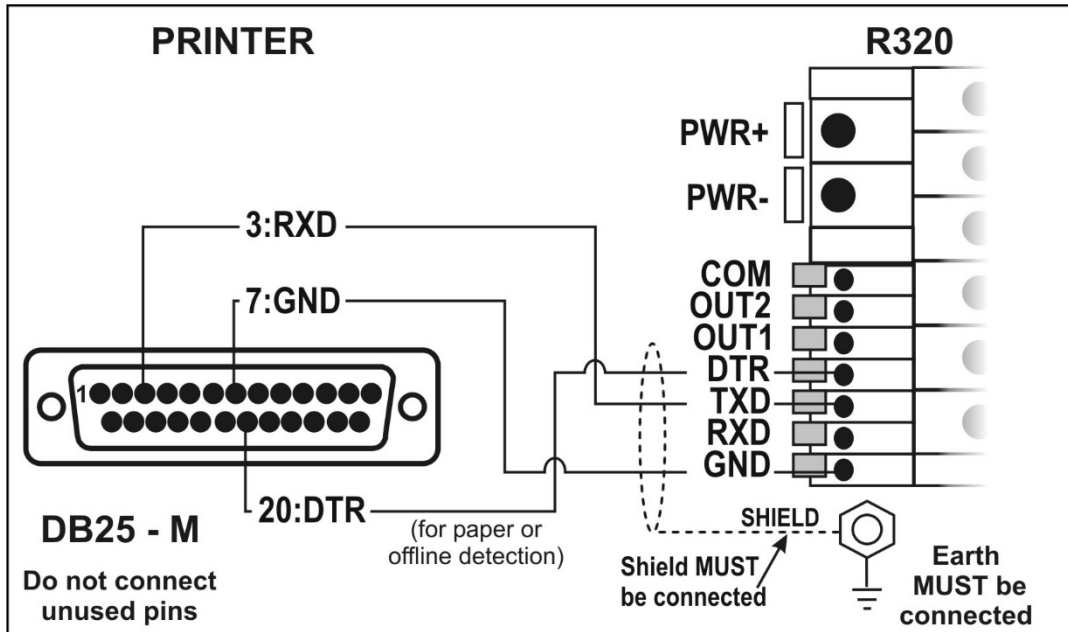 PRINTER
R320
PWR+
PWR-
3:RXD
7:GND
COM
OUT2
OUT1
DTR
TXD
RXD
GND
1
20:DTR
(for paper or
offline detection)
SHIELD
DB25 - M
Do not connect
unused pins
Shield MUST
be connected
Earth
MUST be
connected